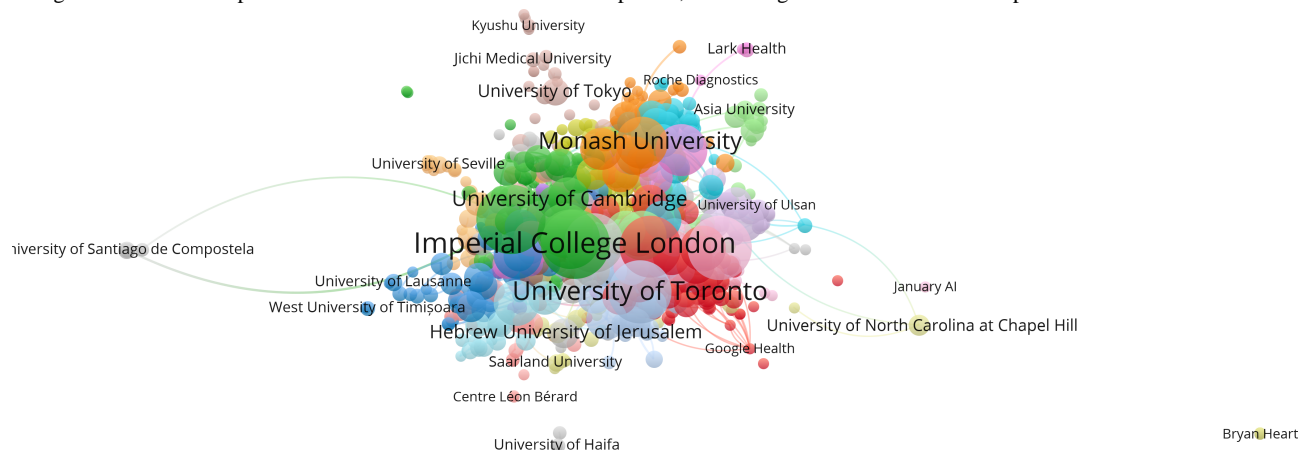 Kyushu University
Lark Health
Jichi Medical University
Roche Diagnostics
University of Tokyo
Asia University
Monash University
University of Seville
University of Cambridge
University of Ulsan
Imperial College London
niversity of Santiago de Compostela
University of Lausanne
January AI
University of Toronto
West University of Timișoara
University of North Carolina at Chapel Hill
Hebrew University of Jerusalem
Google Health
Saarland University
Centre Léon Bérard
Bryan Heart
University of Haifa